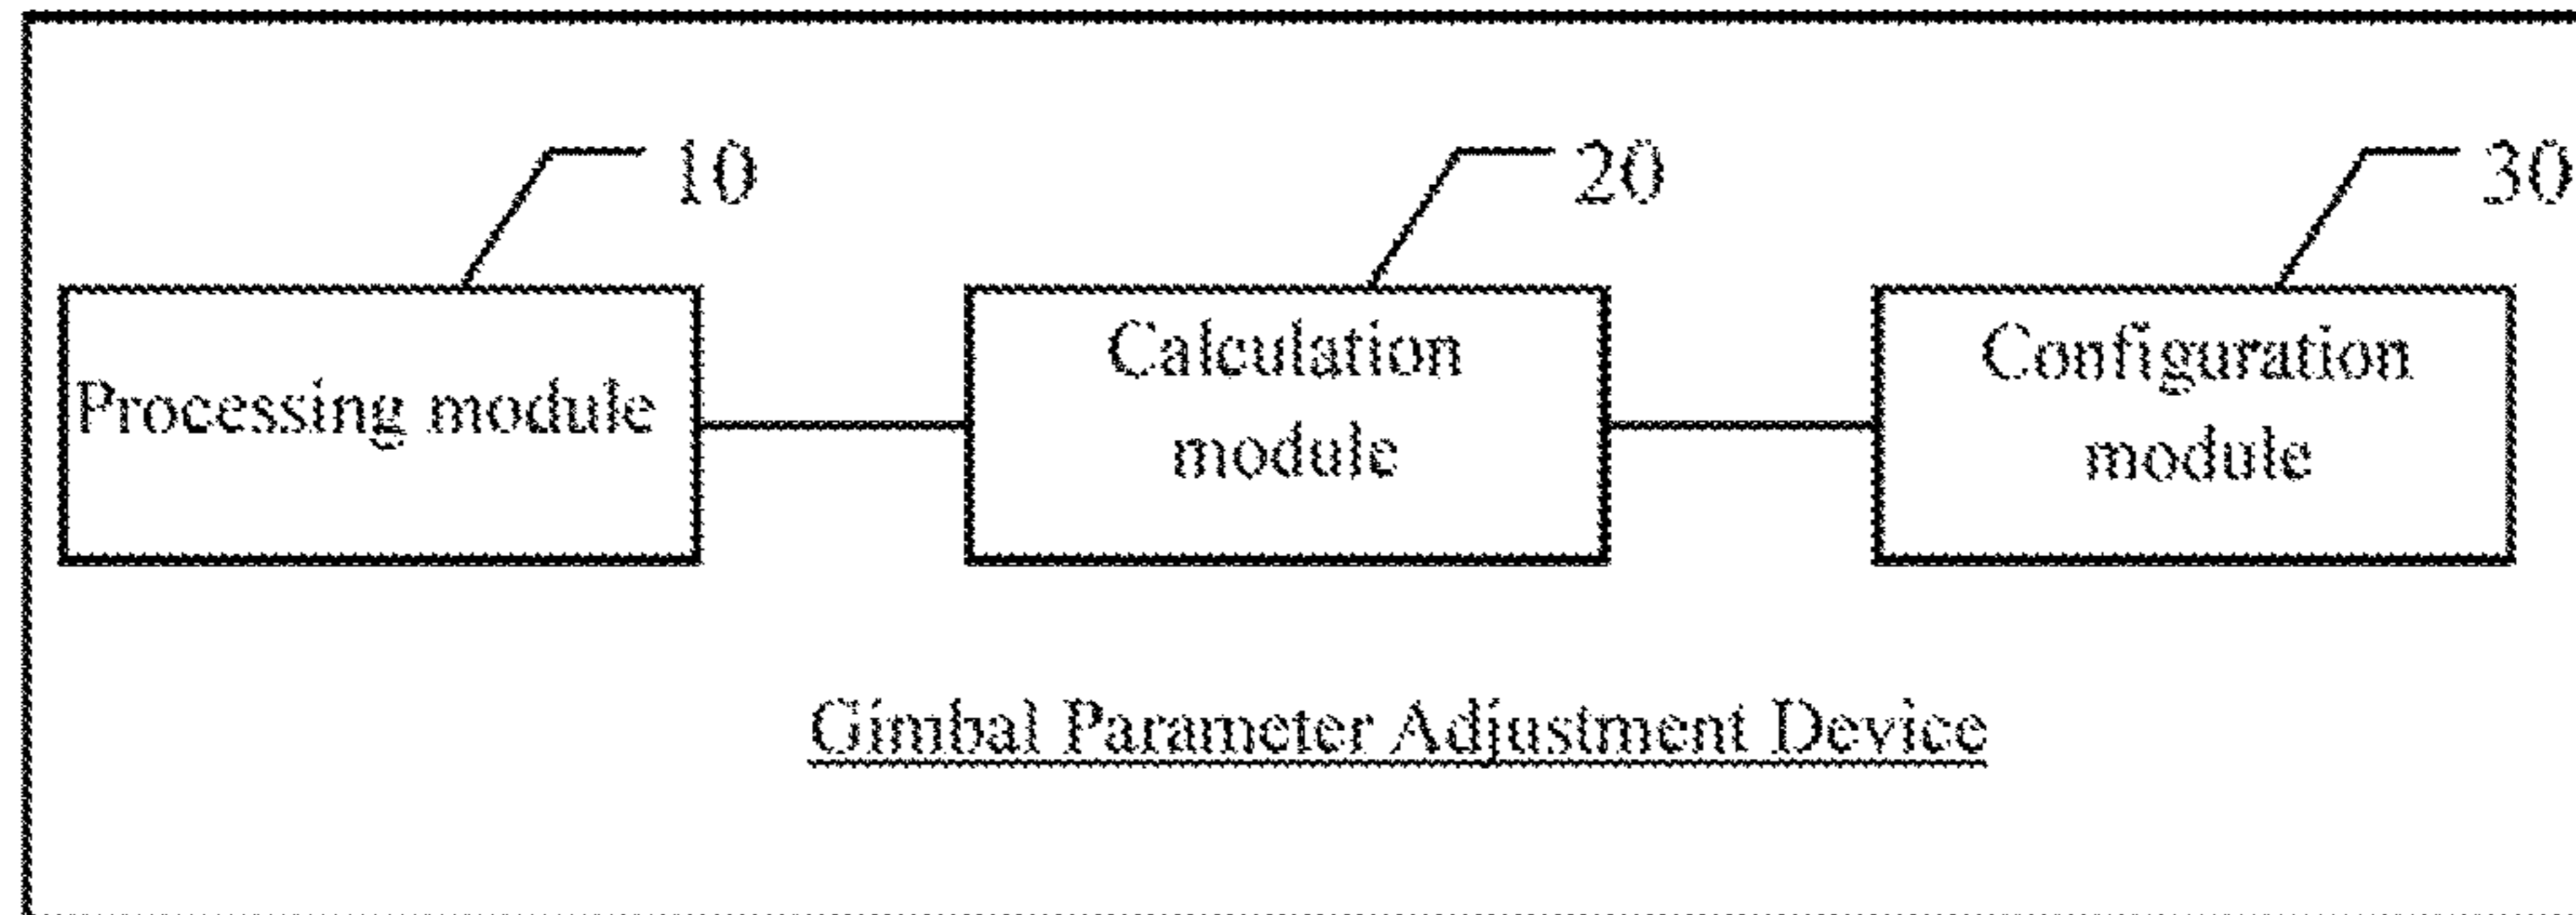 10
20
30
Processing module
Calculation
module
Configuration
module
Gimbal Parameter Adjustment Device